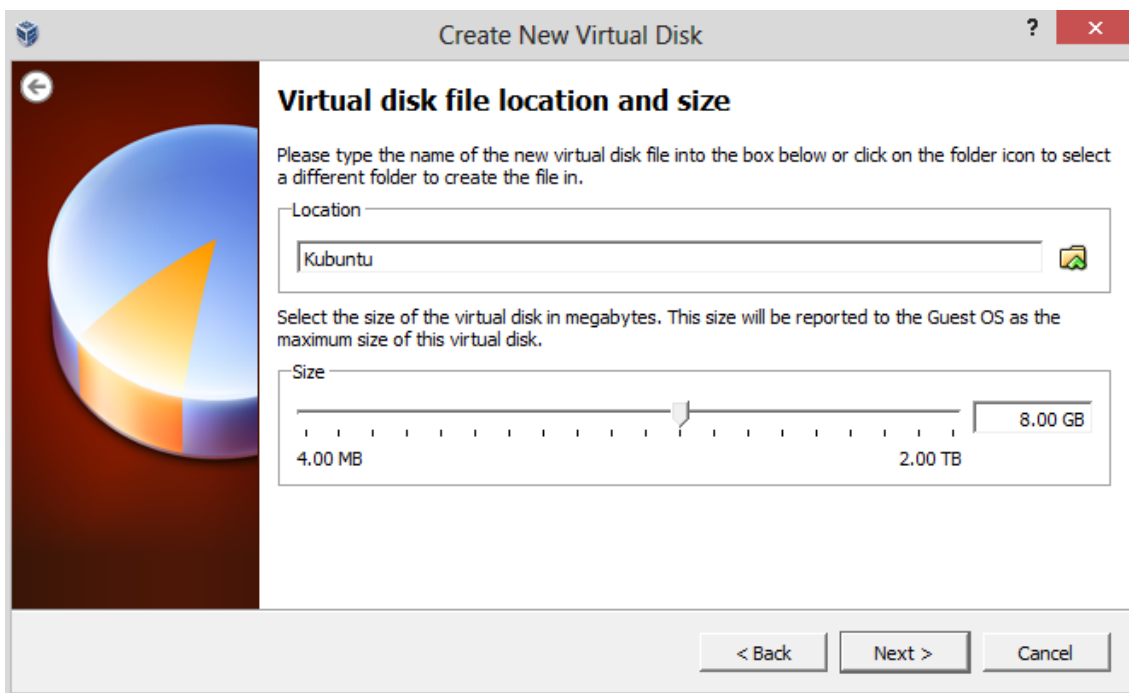 Create New Virtual Disk
?
×
Virtual disk file location and size
Please type the name of the new virtual disk file into the box below or click on the folder icon to select
a different folder to create the file in.
Location
Kubuntu
Select the size of the virtual disk in megabytes. This size will be reported to the Guest OS as the
maximum size of this virtual disk.
Size
8.00 GB
4.00 MB
2.00 TB
< Back
Next >
Cancel